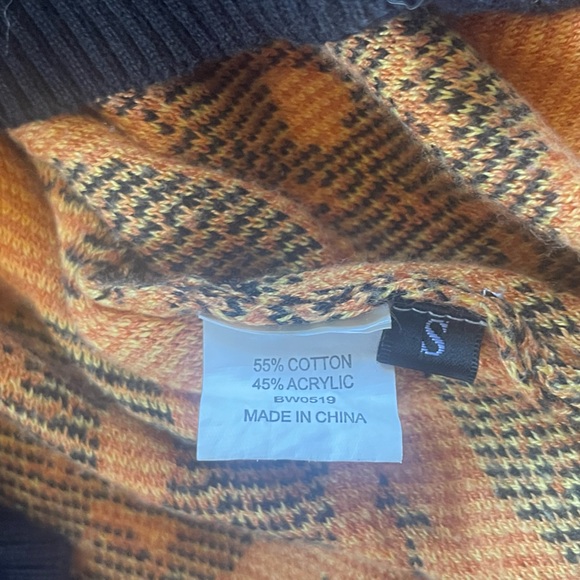 55% COTTON
45% ACRYLIC
BW0519
MADE IN CHINA
S